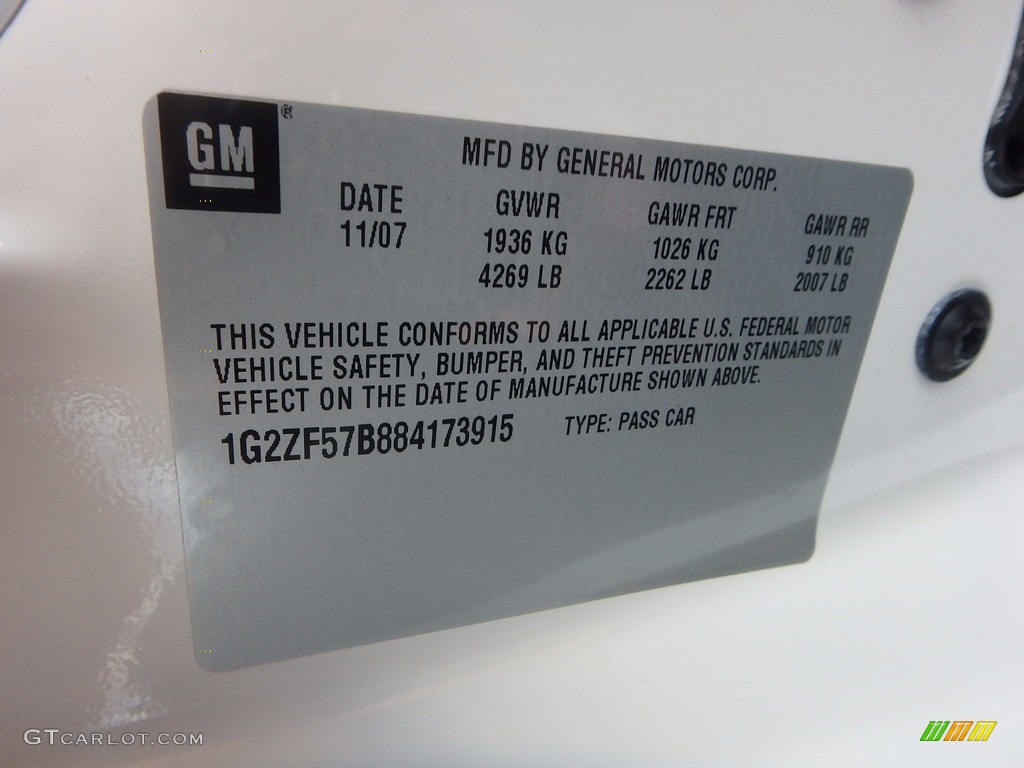 GM ®
MFD BY GENERAL MOTORS CORP.
DATE GVWR GAWR FRT GAWR RR
11/07 1936 KG 1026 KG 910 KG
4269 LB 2262 LB 2007 LB
THIS VEHICLE CONFORMS TO ALL APPLICABLE U.S. FEDERAL MOTOR
VEHICLE SAFETY, BUMPER, AND THEFT PREVENTION STANDARDS IN
EFFECT ON THE DATE OF MANUFACTURE SHOWN ABOVE.
1G2ZF57B884173915 TYPE: PASS CAR
GTCARLOT.COM